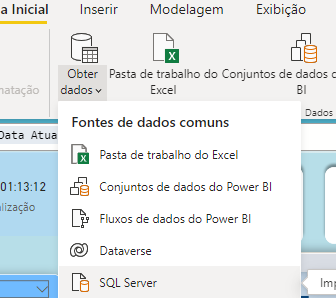 a Inicial Inserir Modelagem Exibição
Obter dados
Pasta de trabalho do Excel
Conjuntos de dados do BI
matação
Dados
Data Atua
Fontes de dados comuns
01:13:12
alização
Pasta de trabalho do Excel
Conjuntos de dados do Power BI
Fluxos de dados do Power BI
Dataverse
SQL Server
Imp